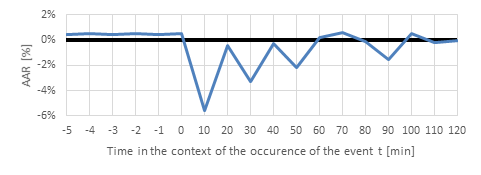 2%
0%
-2%
-4%
-6%
AAR [%]
-5 -4 -3 -2 -1 0 10 20 30 40 50 60 70 80 90 100 110 120
Time in the context of the occurence of the event t [min]